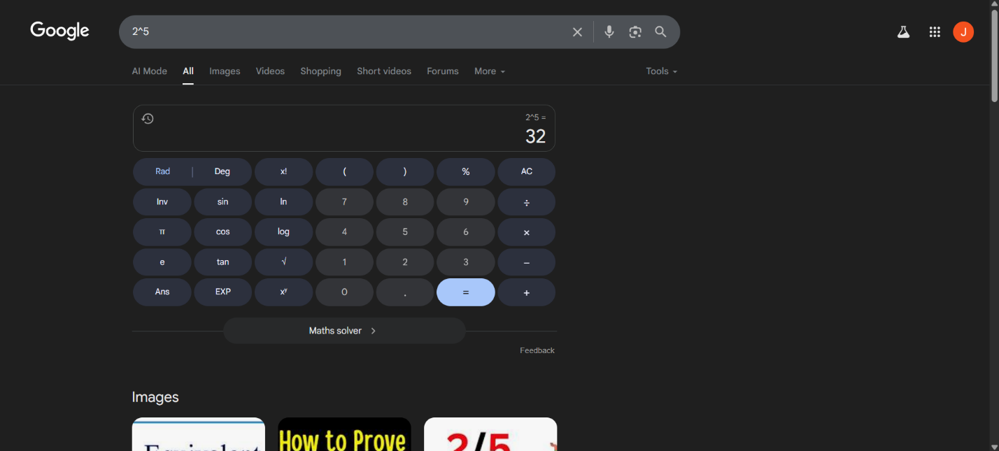 Google
2^5
J
AI Mode All Images Videos Shopping Short videos Forums More Tools
2^5 =
32
Rad | Deg x! ( ) % AC
Inv sin ln 7 8 9 ÷
π cos log 4 5 6 ×
e tan √ 1 2 3 −
Ans EXP xʸ 0 . = +
Maths solver
Feedback
Images
Equivalent How to Prove 2/5